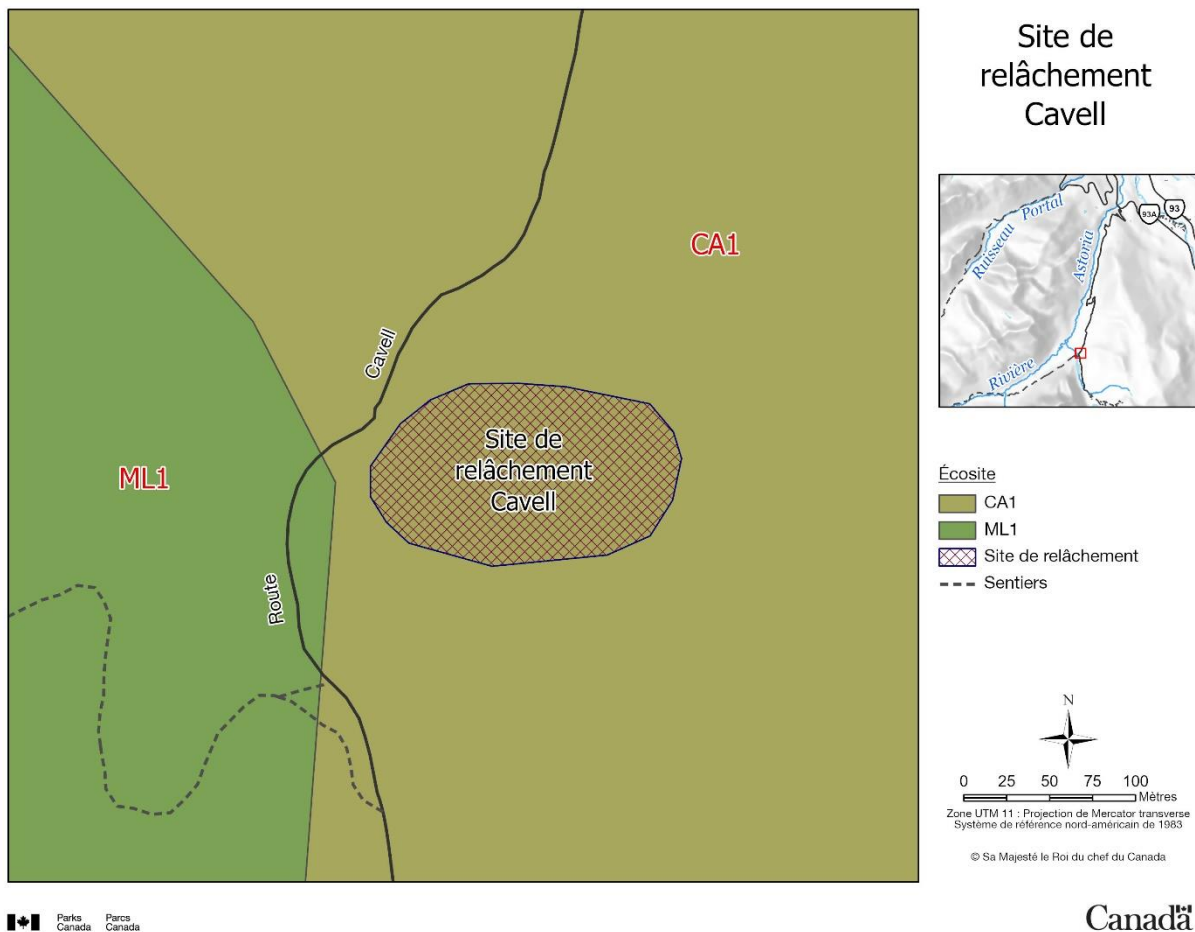 Site de
relâchement
Cavell
CA1
ML1
Cavell
Route
Site de
relâchement
Cavell
Ruisseau Portal
Rivière Astoria
93A
93
Écosite
CA1
ML1
Site de relâchement
Sentiers
N
0 25 50 75 100
Mètres
Zone UTM 11 : Projection de Mercator transverse
Système de référence nord-américain de 1983
© Sa Majesté le Roi du chef du Canada
Parks Parcs
Canada Canada
Canada